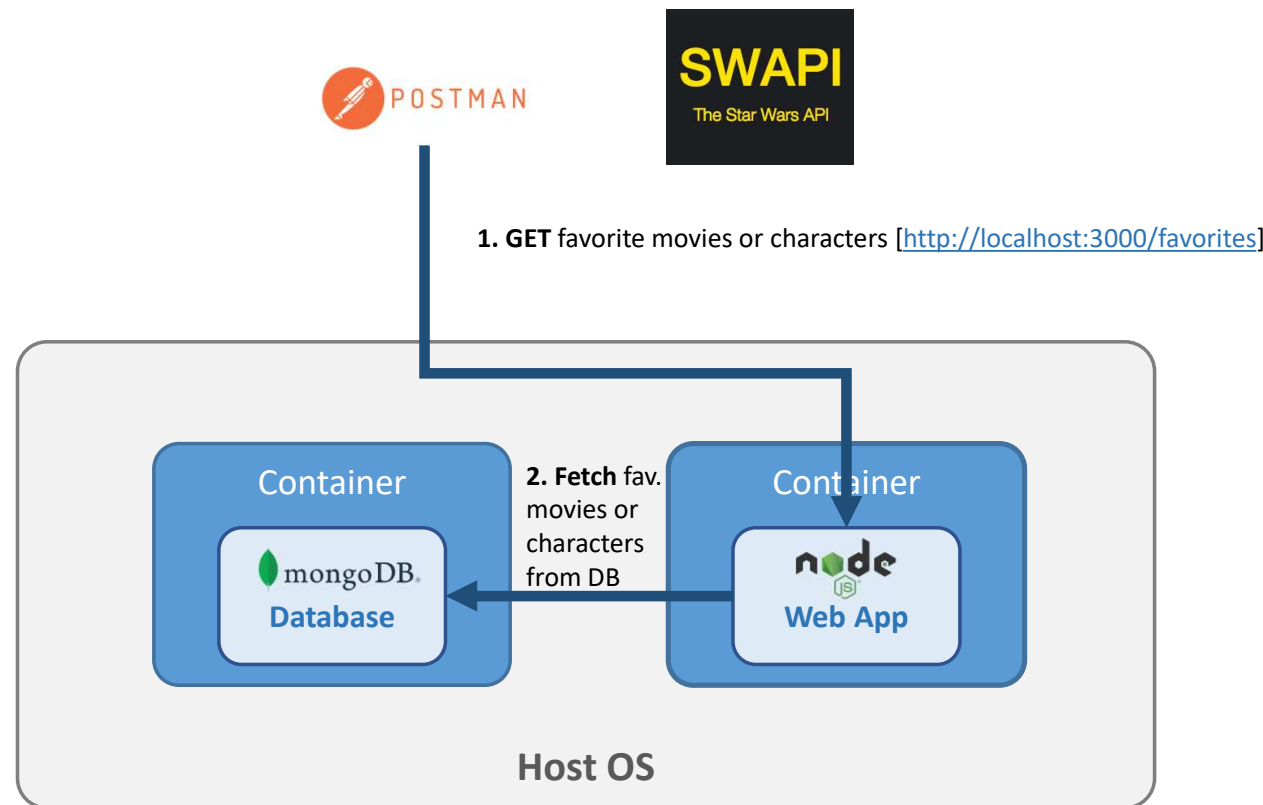 POSTMAN
SWAPI
The Star Wars API
1. GET favorite movies or characters [http://localhost:3000/favorites]
Container
mongoDB.
Database
2. Fetch fav.
movies or
characters
from DB
Container
node
JS
Web App
Host OS